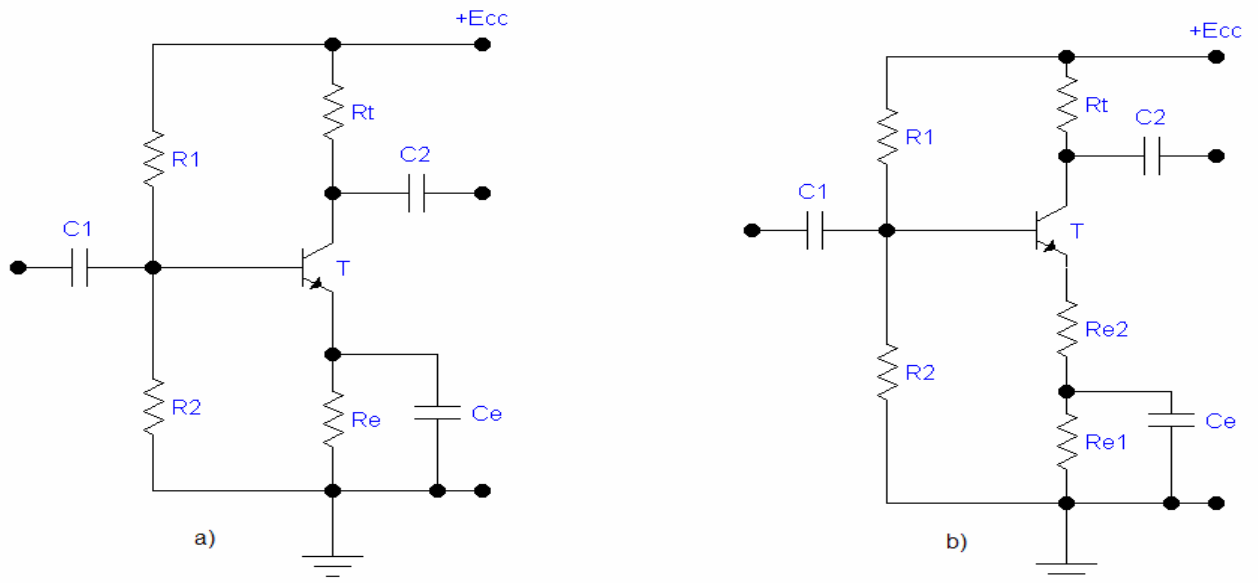 +Ecc
Rt
R1
C2
C1
T
R2
Re
Ce
a)
+Ecc
Rt
C2
R1
C1
T
Re2
R2
Ce
Re1
b)